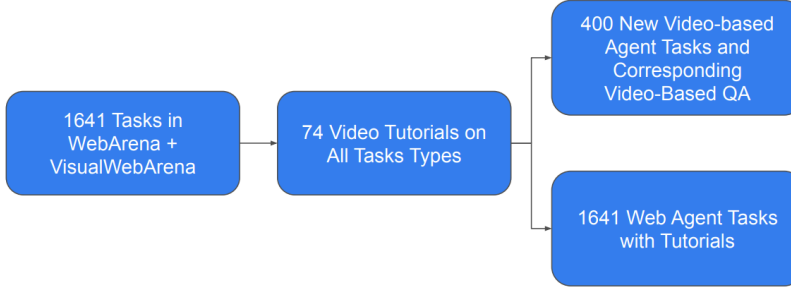 1641 Tasks in
WebArena +
VisualWebArena
74 Video Tutorials on
All Tasks Types
400 New Video-based
Agent Tasks and
Corresponding
Video-Based QA
1641 Web Agent Tasks
with Tutorials